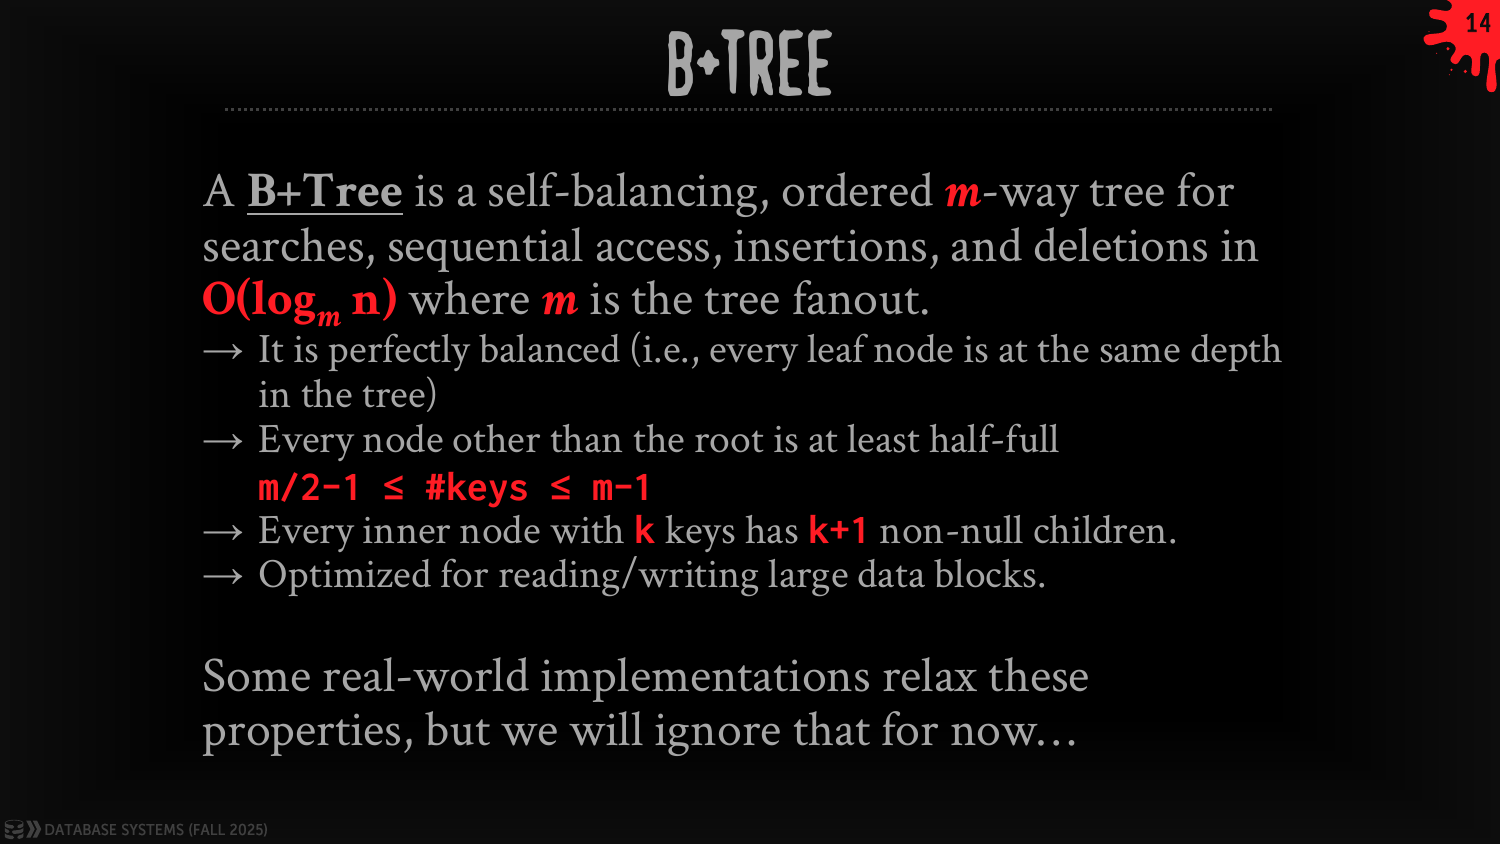 14
B+TREE
A B+Tree is a self-balancing, ordered m-way tree for
searches, sequential access, insertions, and deletions in
O(logₘ n) where m is the tree fanout.
→ It is perfectly balanced (i.e., every leaf node is at the same depth
in the tree)
→ Every node other than the root is at least half-full
m/2-1 ≤ #keys ≤ m-1
→ Every inner node with k keys has k+1 non-null children.
→ Optimized for reading/writing large data blocks.
Some real-world implementations relax these
properties, but we will ignore that for now…
DATABASE SYSTEMS (FALL 2025)